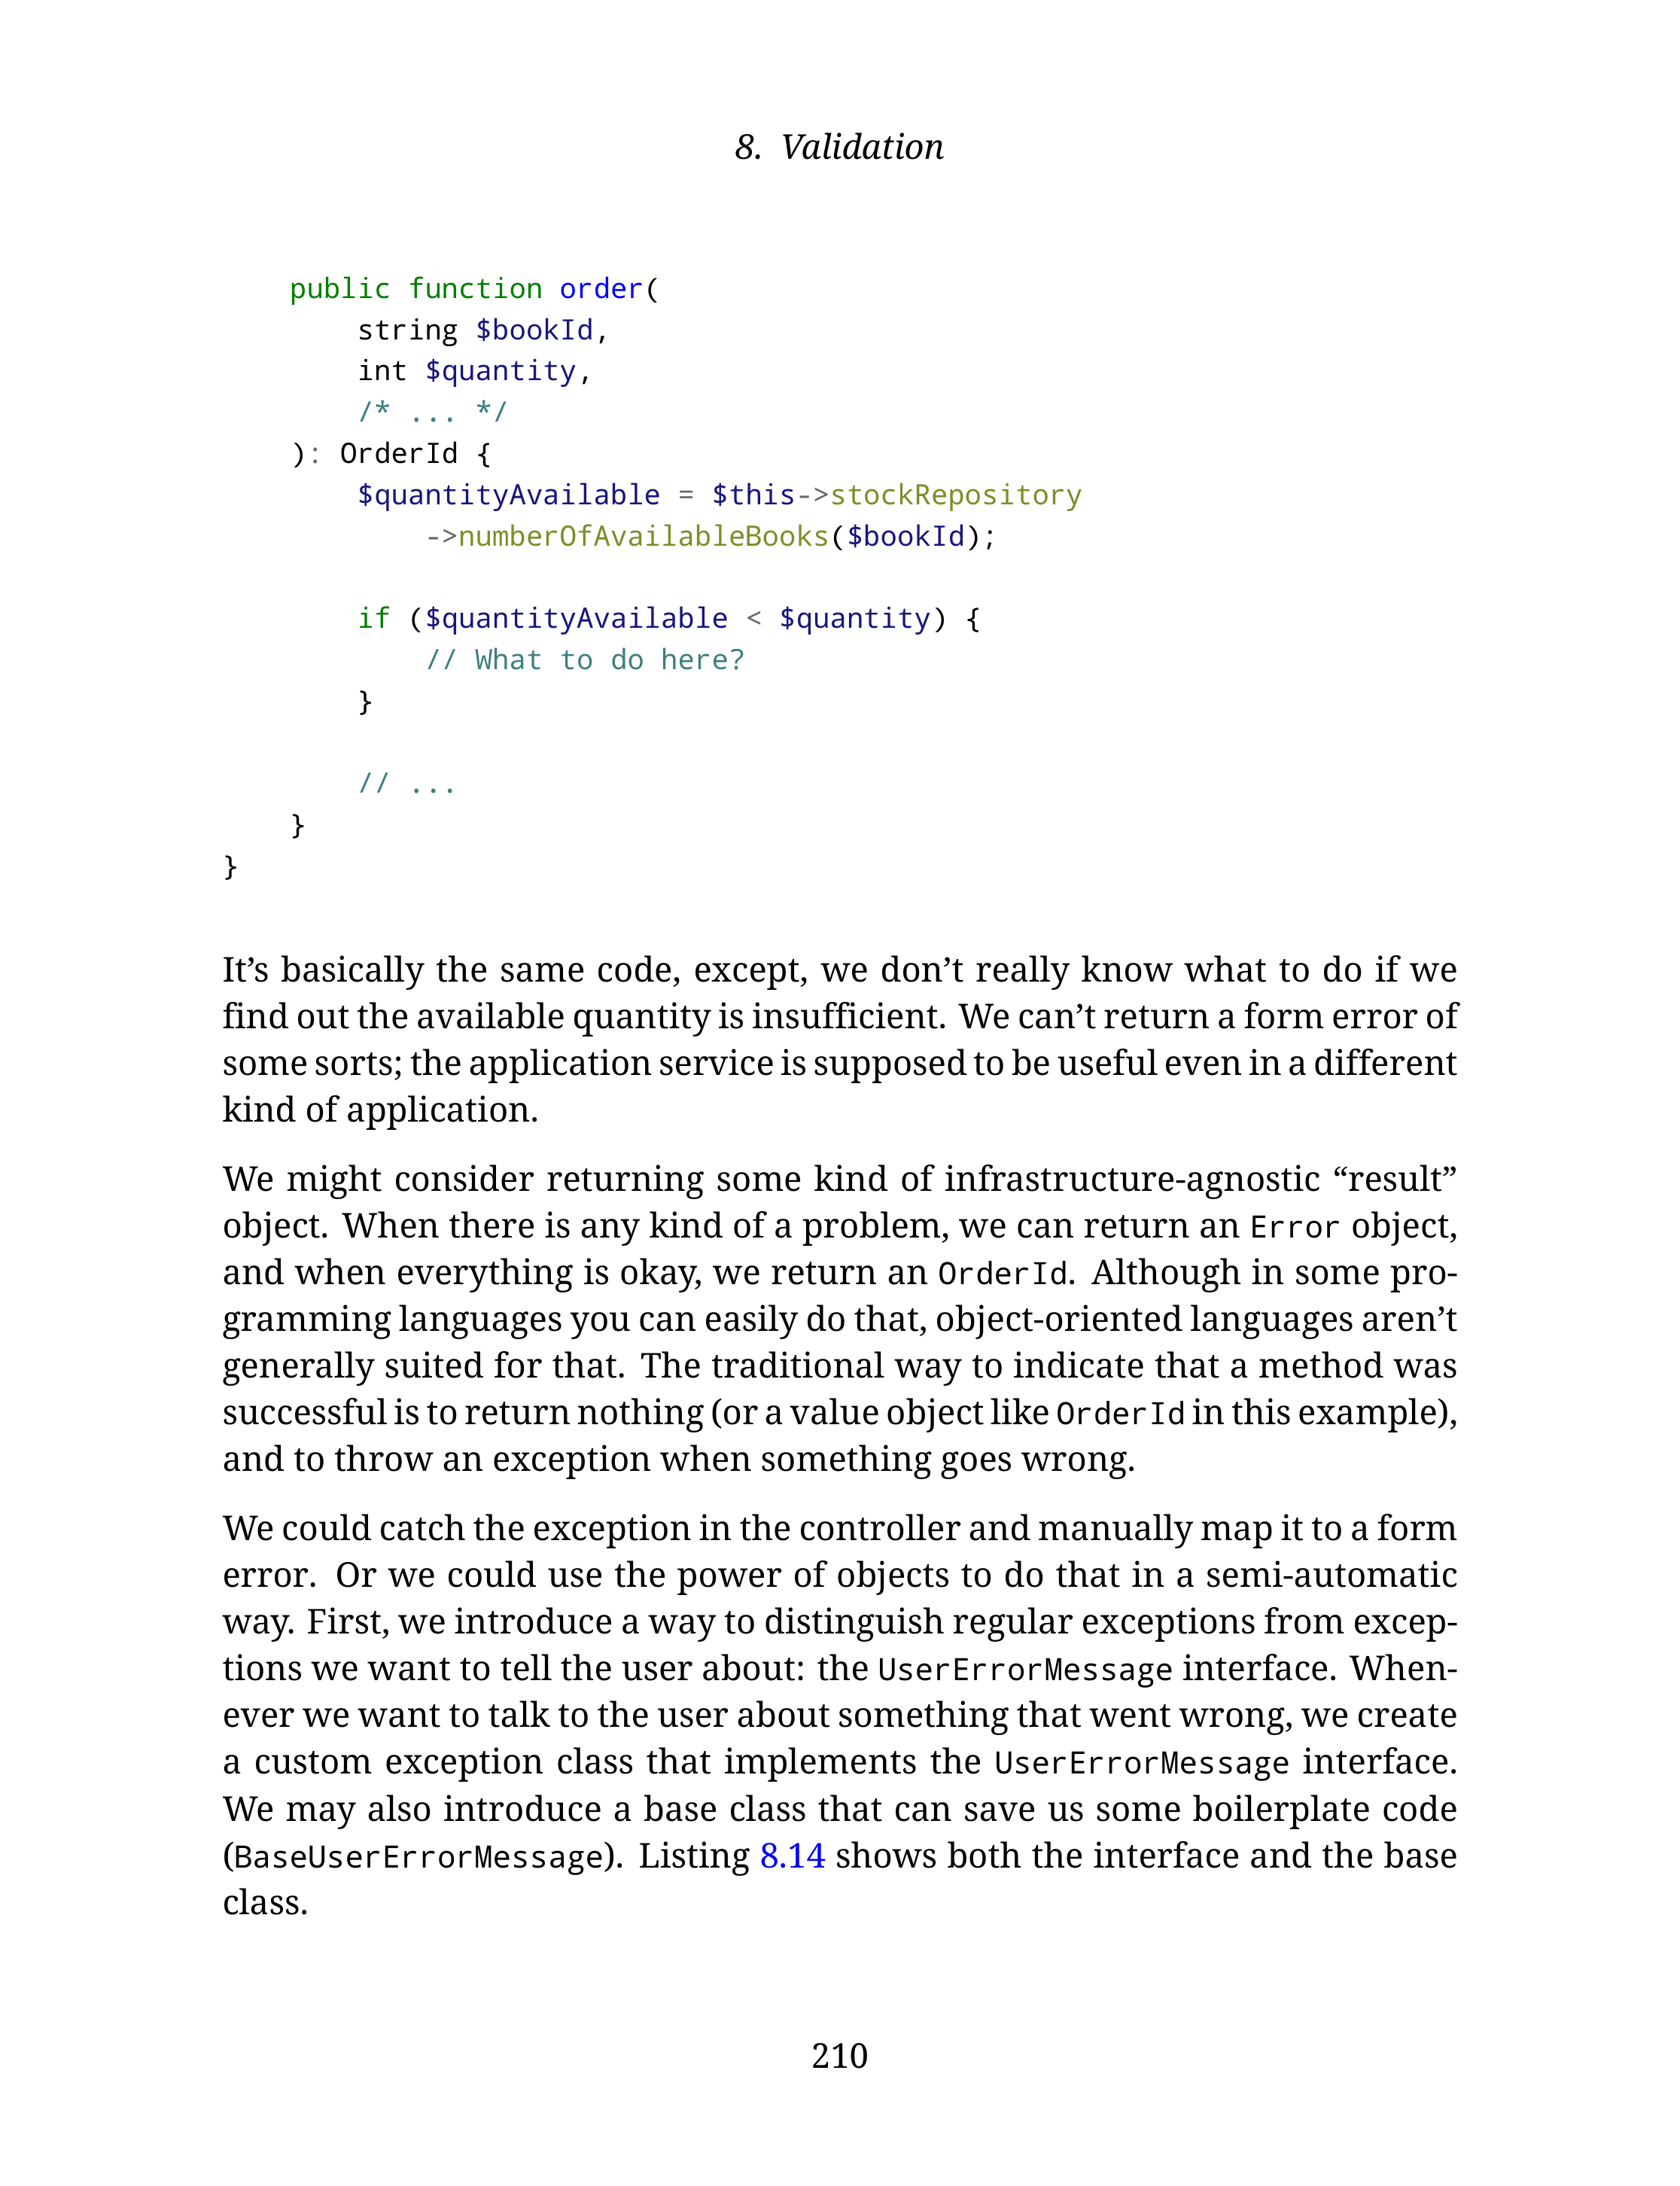 8. Validation
public function order(
string $bookId,
int $quantity,
/* ... */
): OrderId {
$quantityAvailable = $this->stockRepository
->numberOfAvailableBooks($bookId);
if ($quantityAvailable < $quantity) {
// What to do here?
}
// ...
}
}
It’s basically the same code, except, we don’t really know what to do if we
find out the available quantity is insufficient. We can’t return a form error of
some sorts; the application service is supposed to be useful even in a different
kind of application.
We might consider returning some kind of infrastructure-agnostic “result”
object. When there is any kind of a problem, we can return an Error object,
and when everything is okay, we return an OrderId. Although in some pro-
gramming languages you can easily do that, object-oriented languages aren’t
generally suited for that. The traditional way to indicate that a method was
successful is to return nothing (or a value object like OrderId in this example),
and to throw an exception when something goes wrong.
We could catch the exception in the controller and manually map it to a form
error. Or we could use the power of objects to do that in a semi-automatic
way. First, we introduce a way to distinguish regular exceptions from excep-
tions we want to tell the user about: the UserErrorMessage interface. When-
ever we want to talk to the user about something that went wrong, we create
a custom exception class that implements the UserErrorMessage interface.
We may also introduce a base class that can save us some boilerplate code
(BaseUserErrorMessage). Listing 8.14 shows both the interface and the base
class.
210